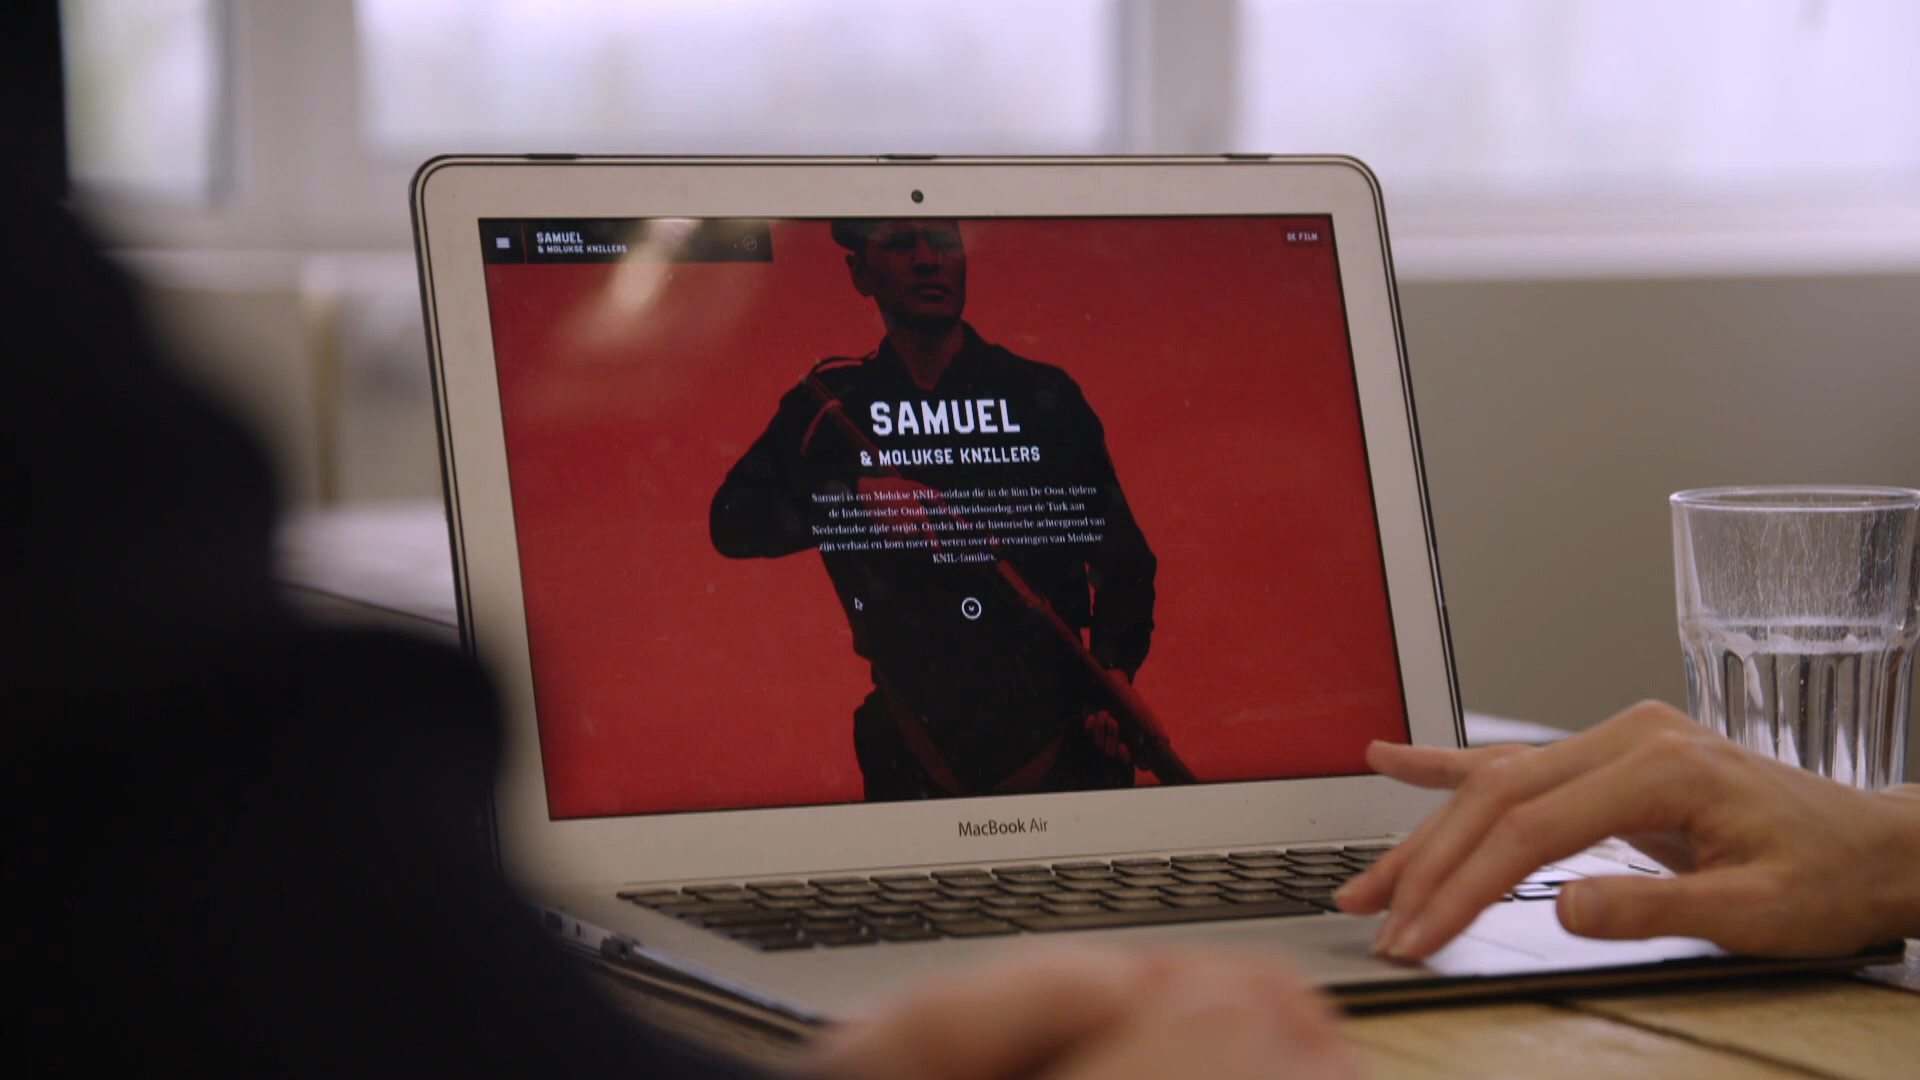 SAMUEL
& MOLUKSE KNILLERS
DE FILM
SAMUEL
& MOLUKSE KNILLERS
Samuel is een Molukse KNIL-soldaat die in de film De Oost, tijdens
de Indonesische Onafhankelijkheidsoorlog, met de Turk aan
Nederlandse zijde strijdt. Ontdek hier de historische achtergrond van
zijn verhaal en kom meer te weten over de ervaringen van Molukse
KNIL-families.
MacBook Air